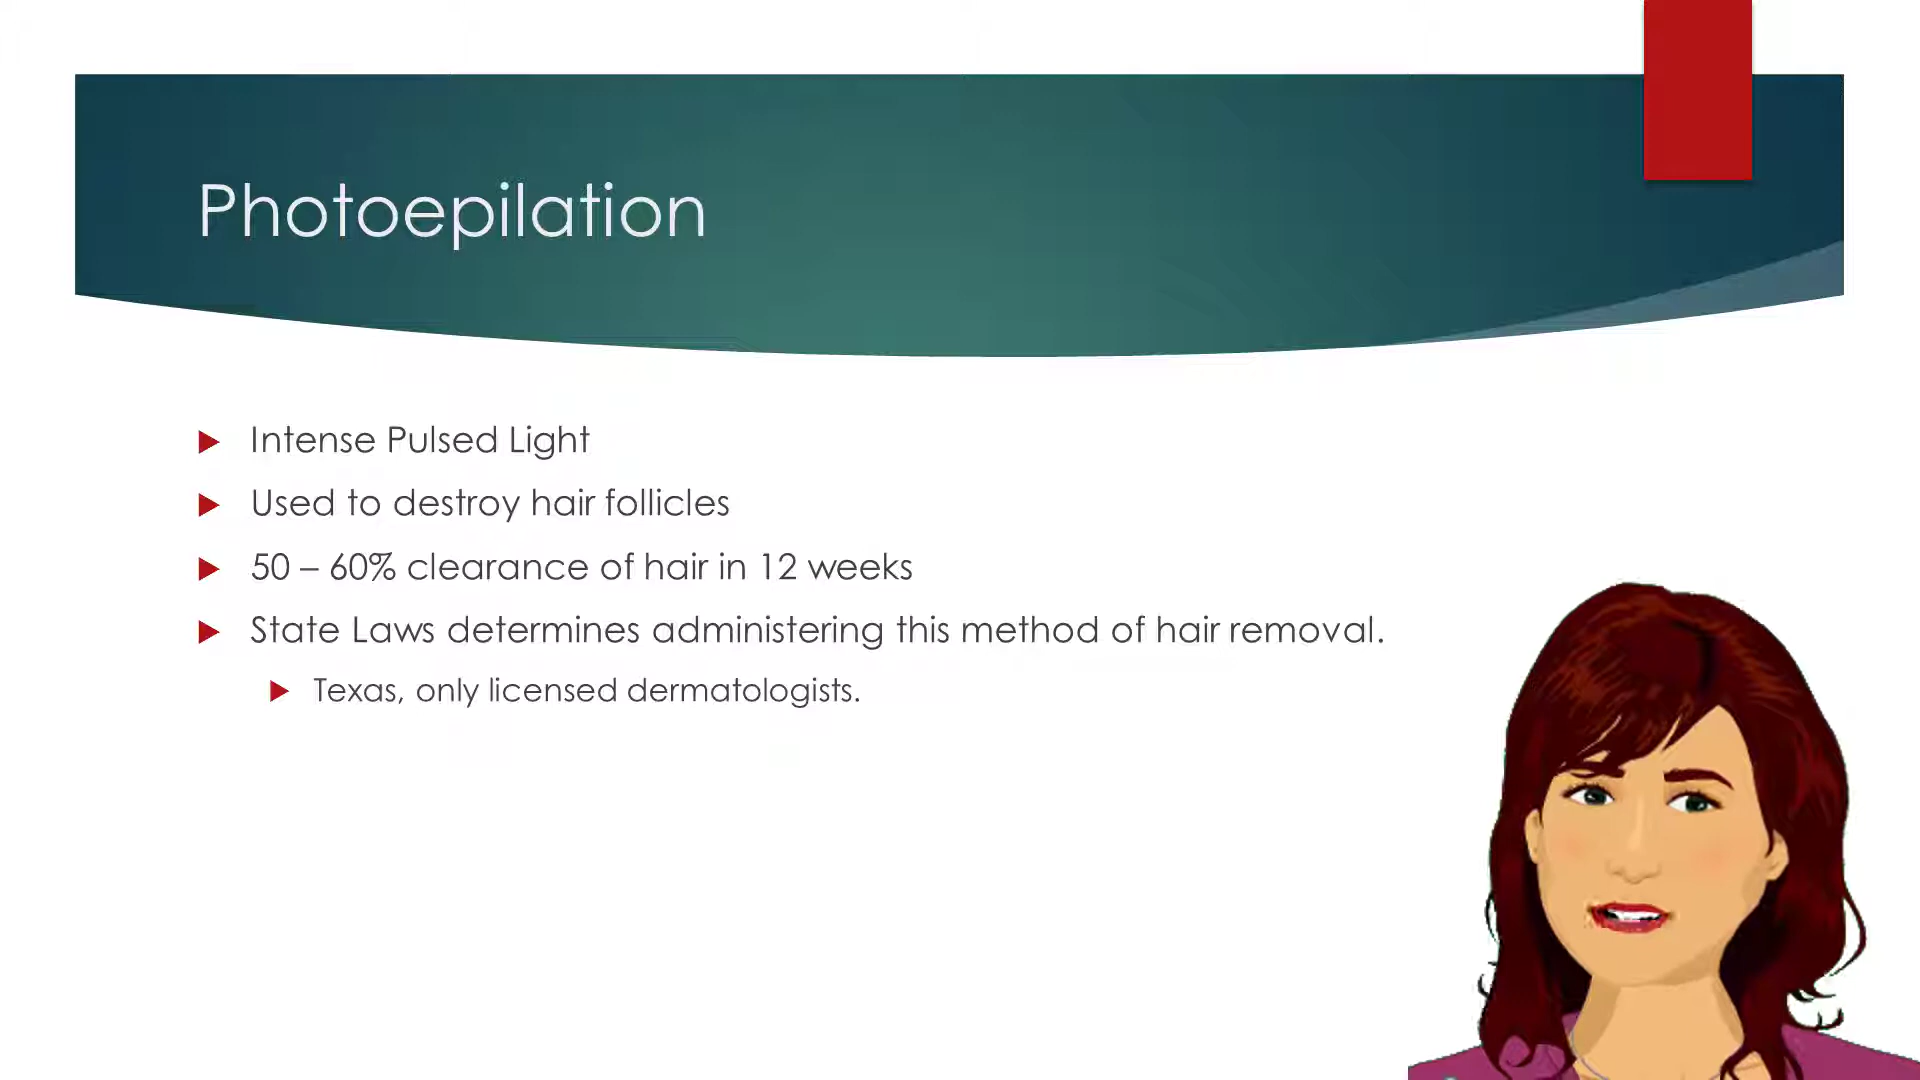 Photoepilation
Intense Pulsed Light
Used to destroy hair follicles
50 – 60% clearance of hair in 12 weeks
State Laws determines administering this method of hair removal.
Texas, only licensed dermatologists.